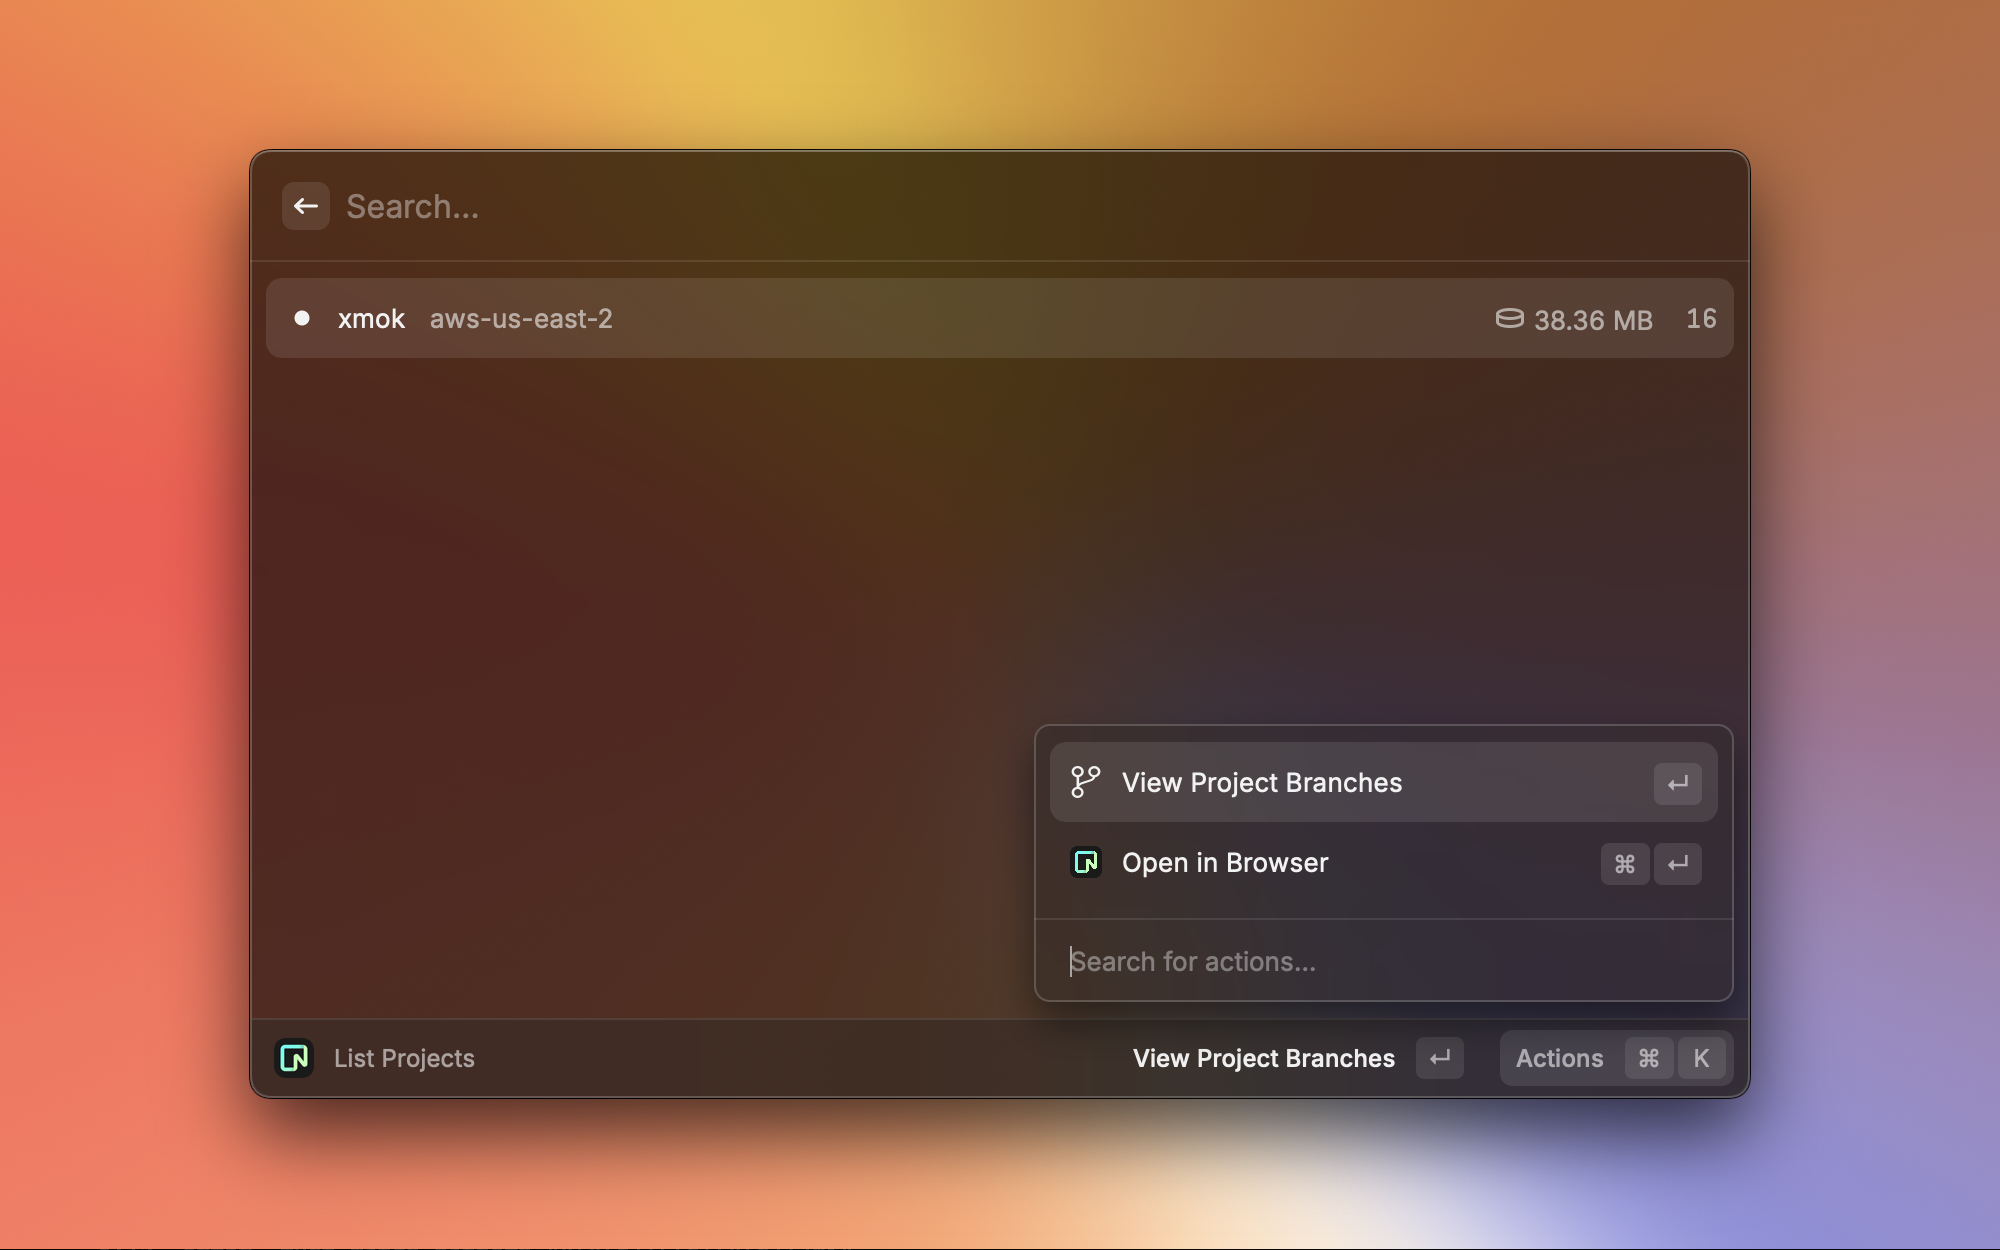 Search...
xmok aws-us-east-2 38.36 MB 16
View Project Branches ↵
Open in Browser ⌘ ↵
Search for actions...
List Projects View Project Branches ↵ Actions ⌘ K